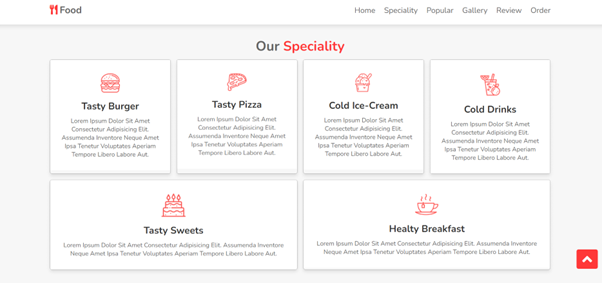 Food
Home Speciality Popular Gallery Review Order
Our Speciality
Tasty Burger
Lorem Ipsum Dolor Sit Amet
Consectetur Adipisicing Elit.
Assumenda Inventore Neque Amet
Ipsa Tenetur Voluptates Aperiam
Tempore Libero Labore Aut.
Tasty Pizza
Lorem Ipsum Dolor Sit Amet
Consectetur Adipisicing Elit.
Assumenda Inventore Neque Amet
Ipsa Tenetur Voluptates Aperiam
Tempore Libero Labore Aut.
Cold Ice-Cream
Lorem Ipsum Dolor Sit Amet
Consectetur Adipisicing Elit.
Assumenda Inventore Neque Amet
Ipsa Tenetur Voluptates Aperiam
Tempore Libero Labore Aut.
Cold Drinks
Lorem Ipsum Dolor Sit Amet
Consectetur Adipisicing Elit.
Assumenda Inventore Neque Amet
Ipsa Tenetur Voluptates Aperiam
Tempore Libero Labore Aut.
Tasty Sweets
Lorem Ipsum Dolor Sit Amet Consectetur Adipisicing Elit. Assumenda Inventore
Neque Amet Ipsa Tenetur Voluptates Aperiam Tempore Libero Labore Aut.
Healty Breakfast
Lorem Ipsum Dolor Sit Amet Consectetur Adipisicing Elit. Assumenda Inventore
Neque Amet Ipsa Tenetur Voluptates Aperiam Tempore Libero Labore Aut.